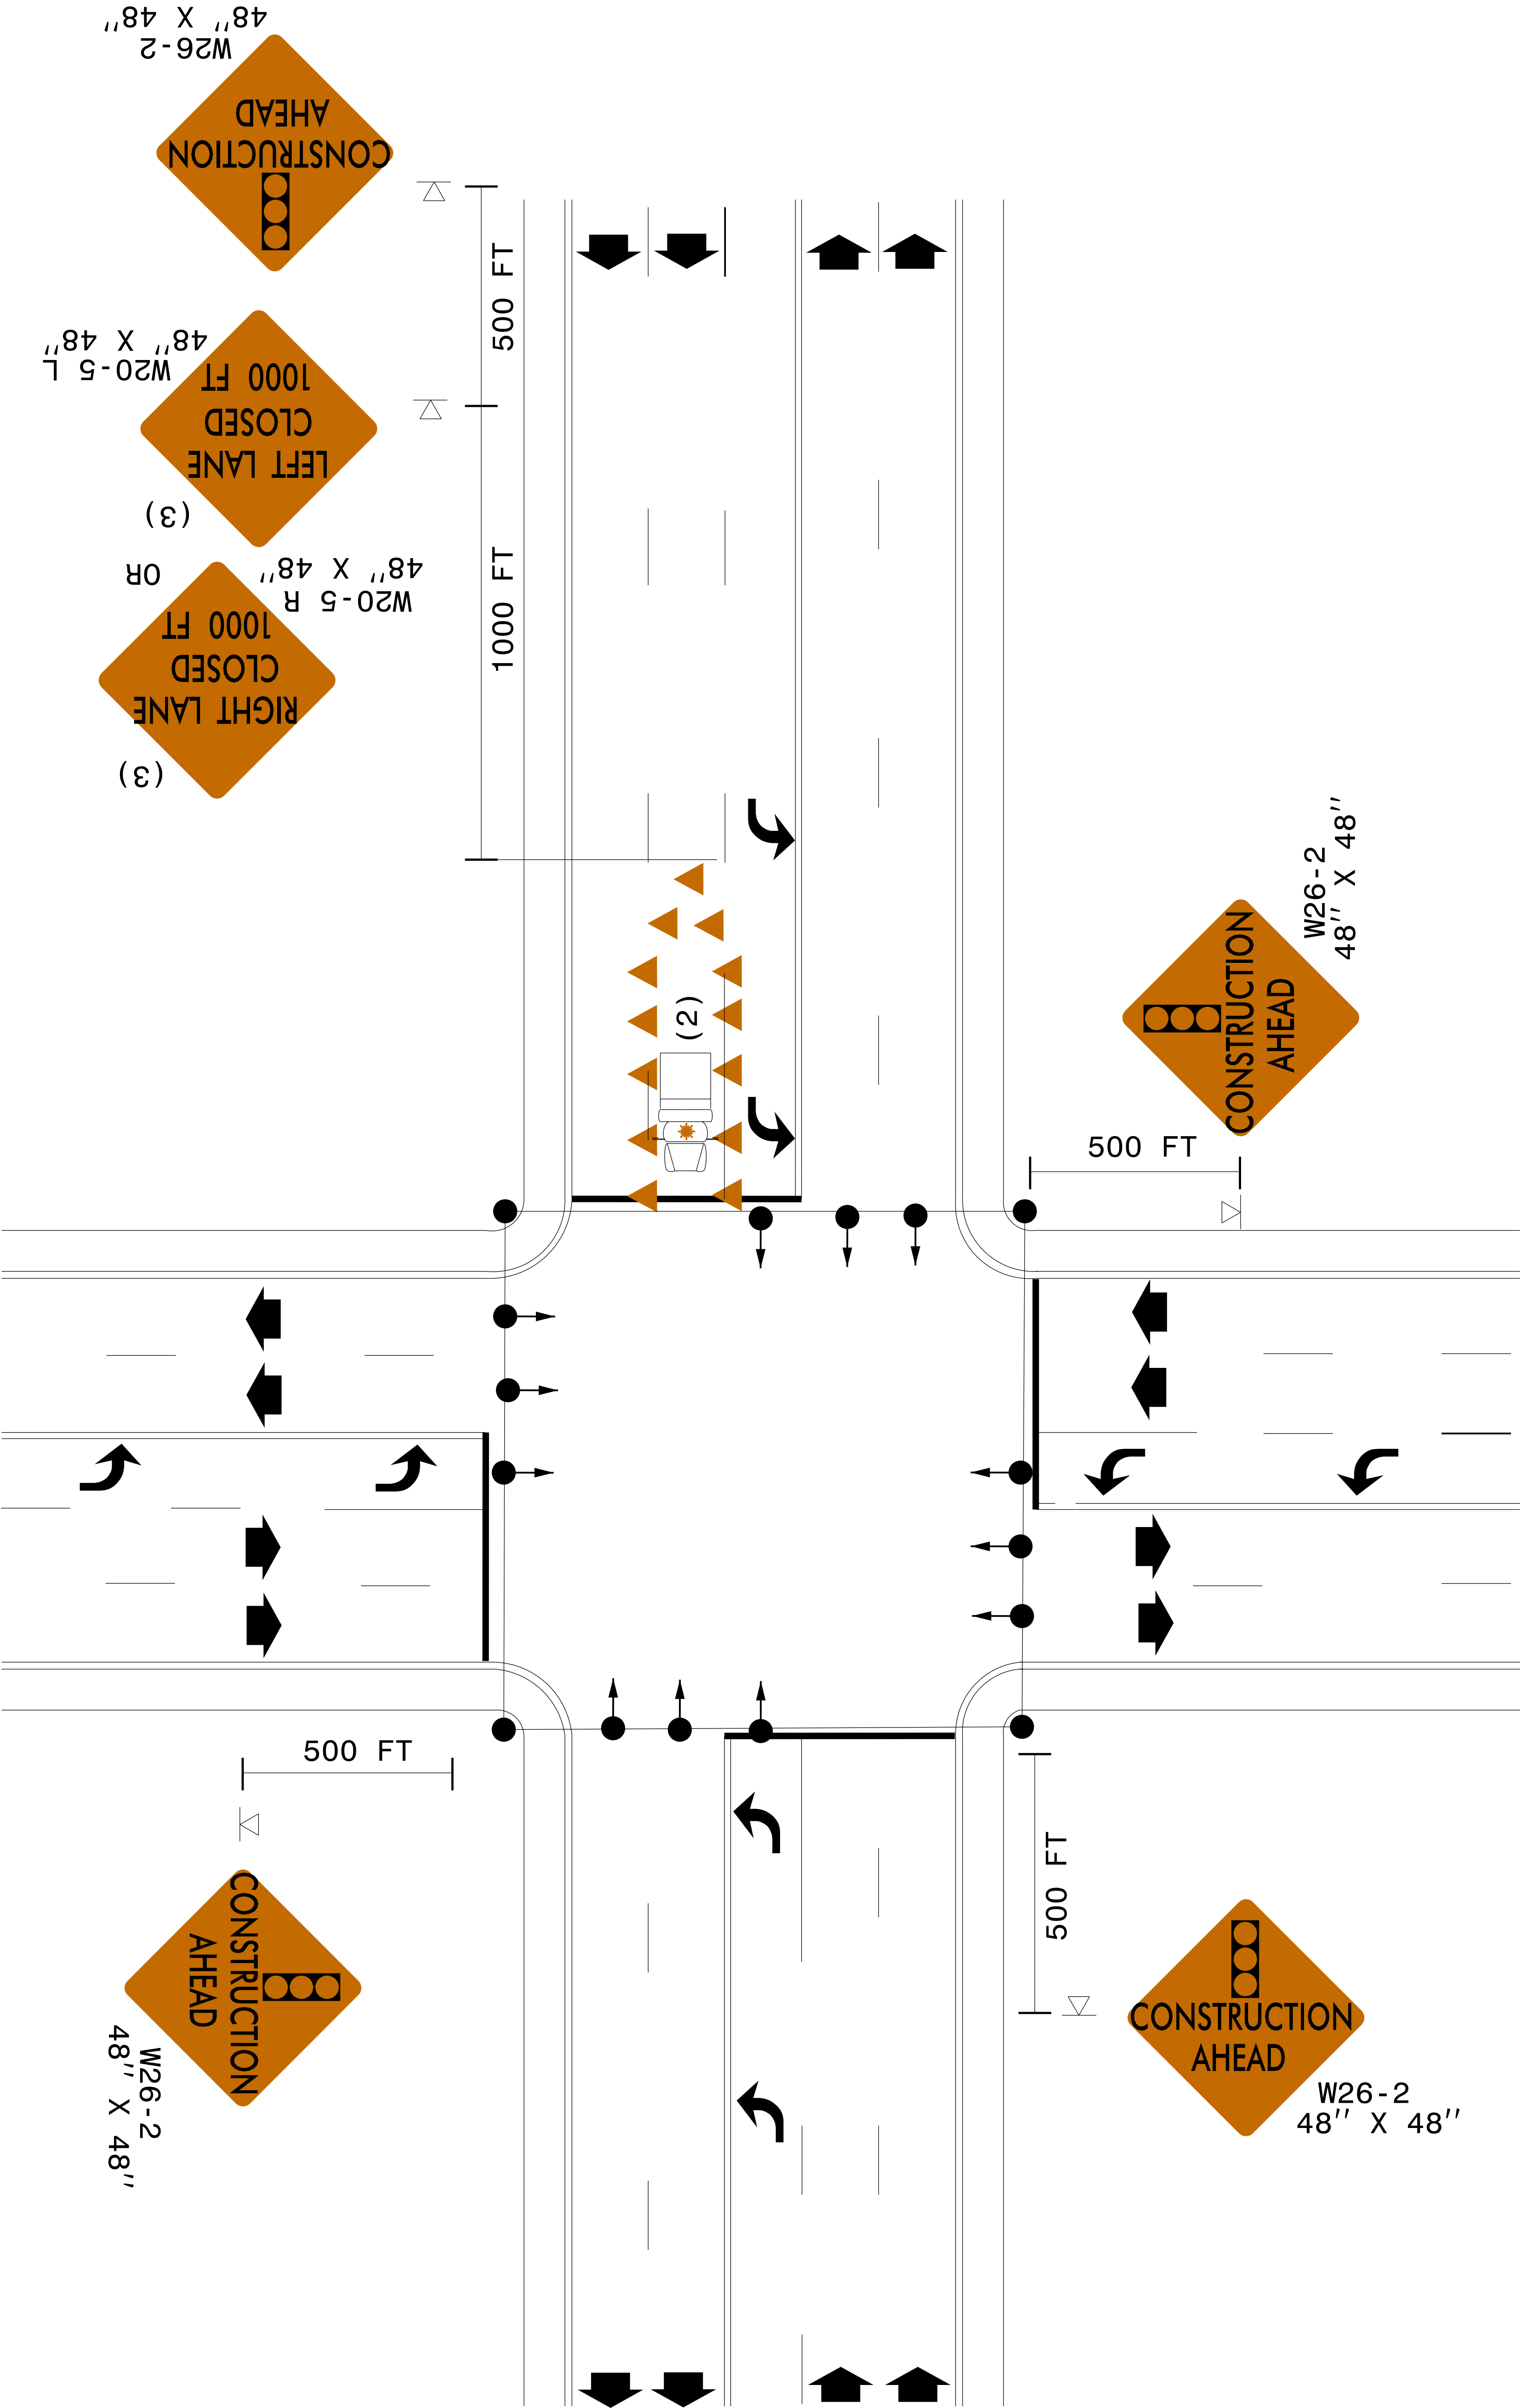 W26-2
48'' X 48''
CONSTRUCTION
AHEAD
500 FT
W20-5 L
48'' X 48''
LEFT LANE
CLOSED
1000 FT
(3)
OR
W20-5 R
48'' X 48''
RIGHT LANE
CLOSED
1000 FT
(3)
1000 FT
(2)
W26-2
48'' X 48''
CONSTRUCTION
AHEAD
500 FT
500 FT
CONSTRUCTION
AHEAD
W26-2
48'' X 48''
500 FT
CONSTRUCTION
AHEAD
W26-2
48'' X 48''